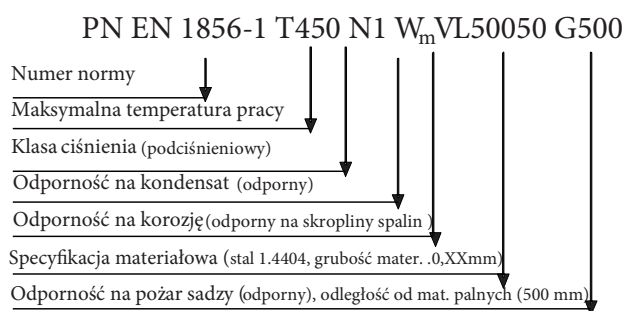 PN EN 1856-1 T450 N1 WmVL50050 G500
Numer normy
Maksymalna temperatura pracy
Klasa ciśnienia (podciśnieniowy)
Odporność na kondensat (odporny)
Odporność na korozję (odporny na skropliny spalin )
Specyfikacja materiałowa (stal 1.4404, grubość mater. .0,XXmm)
Odporność na pożar sadzy (odporny), odległość od mat. palnych (500 mm)